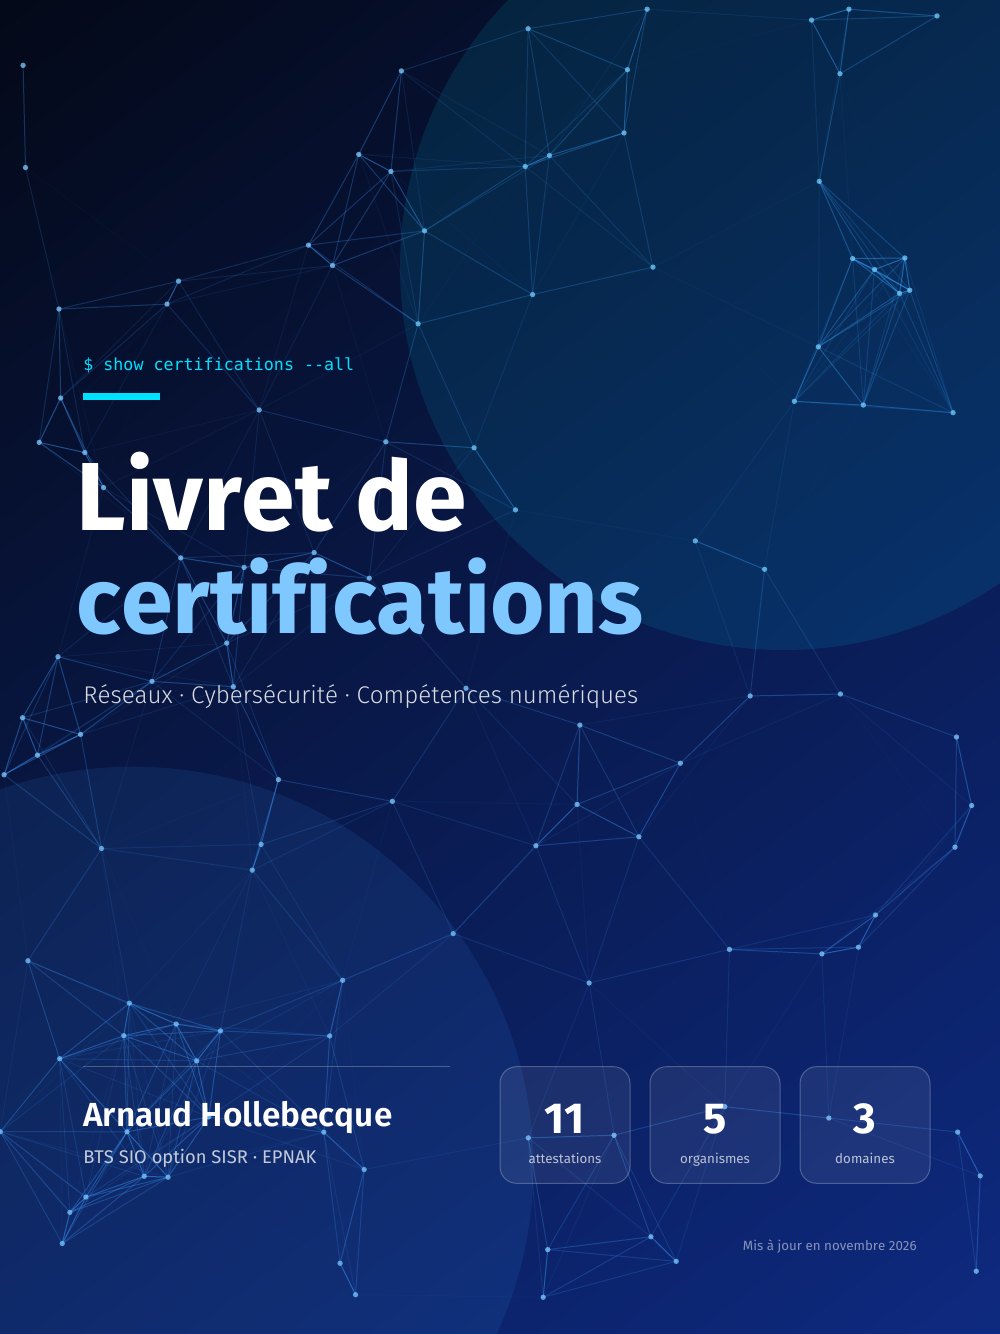 $ show certifications --all
Livret de
certifications
Réseaux · Cybersécurité · Compétences numériques
Arnaud Hollebecque
BTS SIO option SISR · EPNAK
11
attestations
5
organismes
3
domaines
Mis à jour en novembre 2026